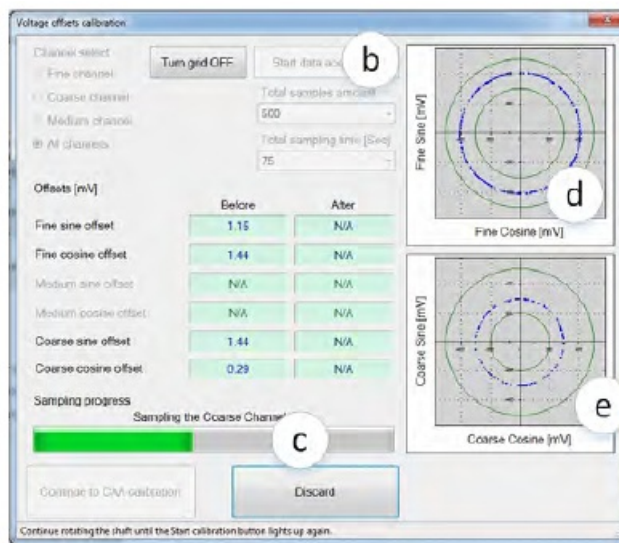 Voltage offsets calibration
Channel select
Fine channel
Coarse channel
Medium channel
All channels
Turn grid OFF
Start data
b
Total samples amount
500
Total sampling time [Sec]
75
Offsets [mV]
Before After
Fine sine offset 1.15 N/A
Fine cosine offset 1.44 N/A
Medium sine offset N/A N/A
Medium cosine offset N/A N/A
Coarse sine offset 1.44 N/A
Coarse cosine offset 0.29 N/A
Sampling progress
Sampling the Coarse Channel
c
Continue to CAA calibration
Discard
Continue rotating the shaft until the Start calibration button lights up again.
Fine Sine [mV]
d
Fine Cosine [mV]
Coarse Sine [mV]
e
Coarse Cosine [mV]